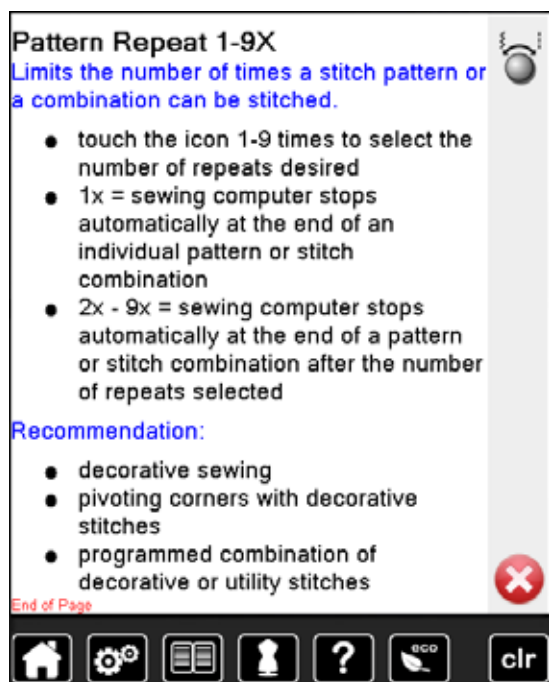 Pattern Repeat 1-9X
Limits the number of times a stitch pattern or
a combination can be stitched.
● touch the icon 1-9 times to select the
number of repeats desired
● 1x = sewing computer stops
automatically at the end of an
individual pattern or stitch
combination
● 2x - 9x = sewing computer stops
automatically at the end of a pattern
or stitch combination after the number
of repeats selected
Recommendation:
● decorative sewing
● pivoting corners with decorative
stitches
● programmed combination of
decorative or utility stitches
End of Page
? eco clr